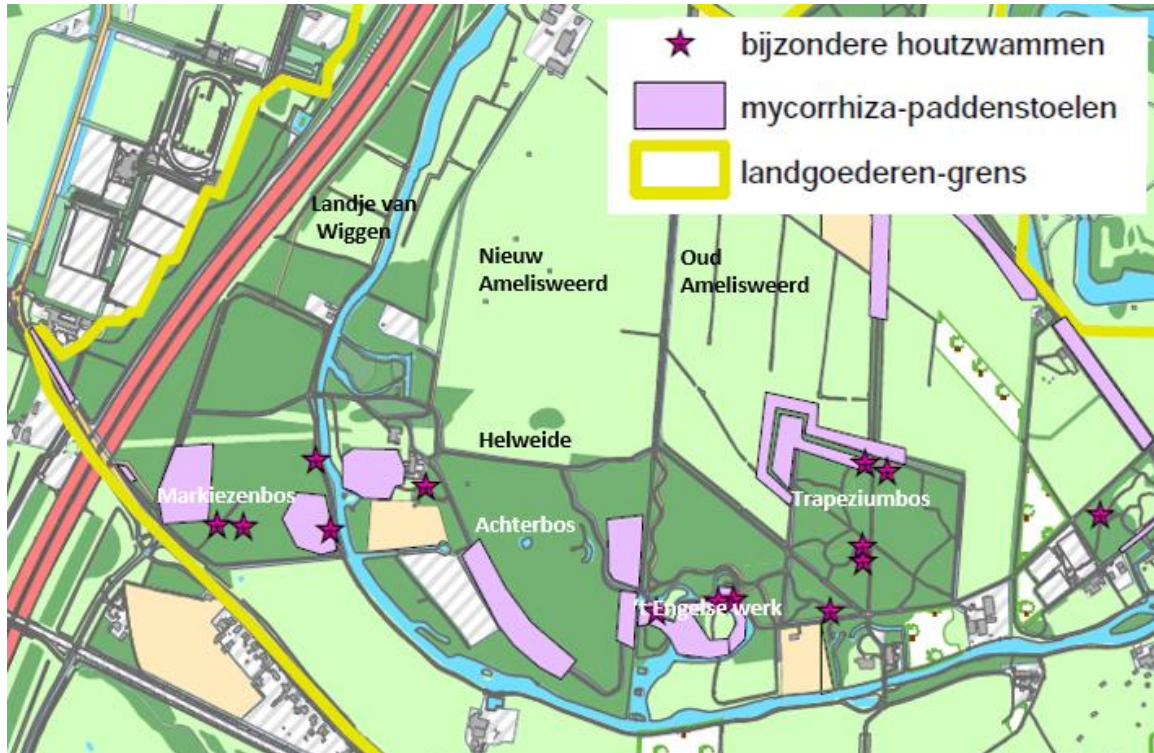 bijzondere houtzwammen
mycorrhiza-paddenstoelen
landgoederen-grens
Landje van
Wiggen
Nieuw
Amelisweerd
Oud
Amelisweerd
Helweide
Markiezenbos
Achterbos
Trapeziumbos
't Engelse werk